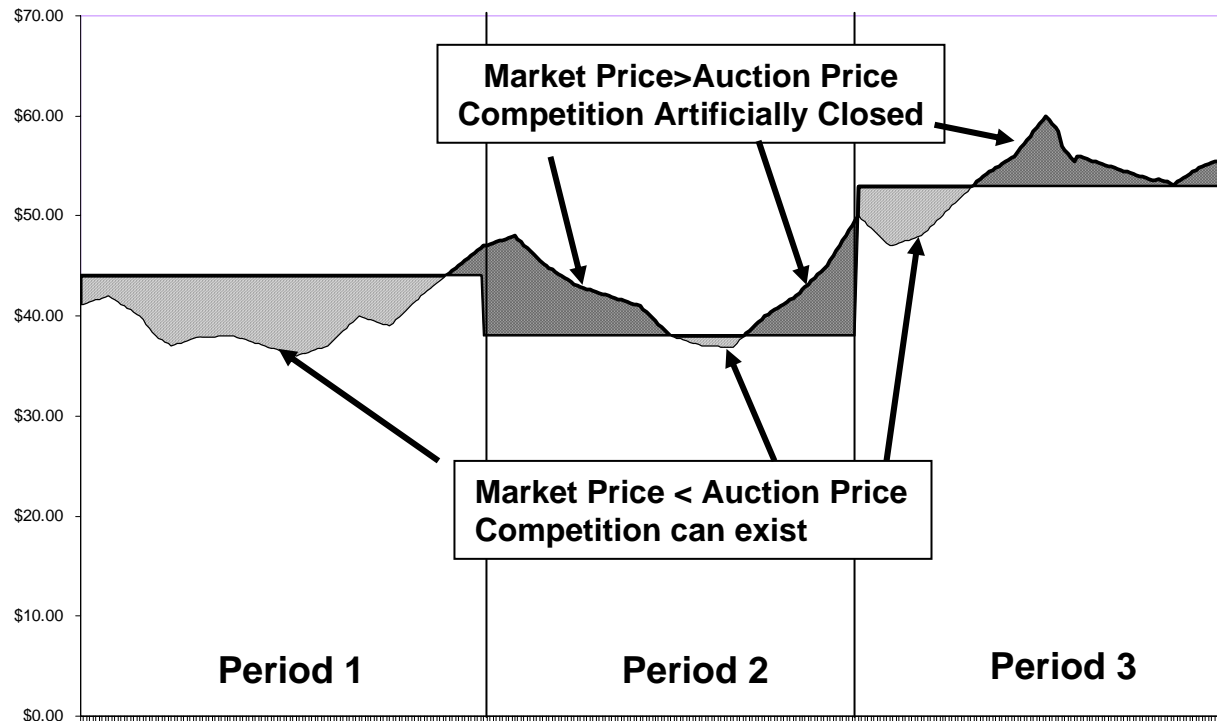 $70.00
Market Price>Auction Price
Competition Artificially Closed
$60.00
$50.00
$40.00
$30.00
Market Price < Auction Price
Competition can exist
$20.00
$10.00
Period 1
Period 2
Period 3
$0.00